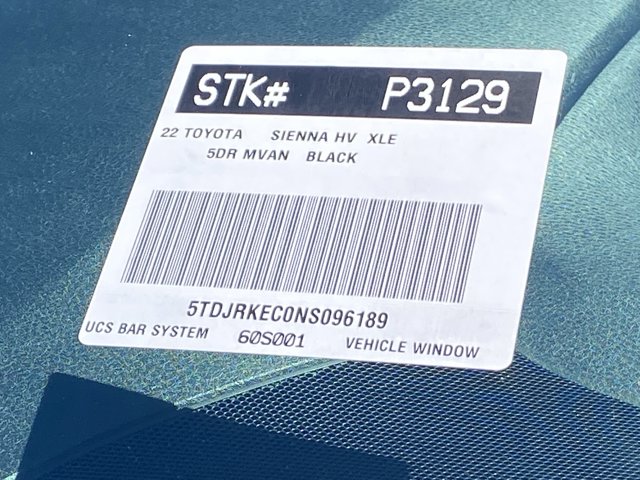 STK# P3129
22 TOYOTA SIENNA HV XLE
5DR MVAN BLACK
5TDJRKEC0NS096189
UCS BAR SYSTEM 60S001 VEHICLE WINDOW